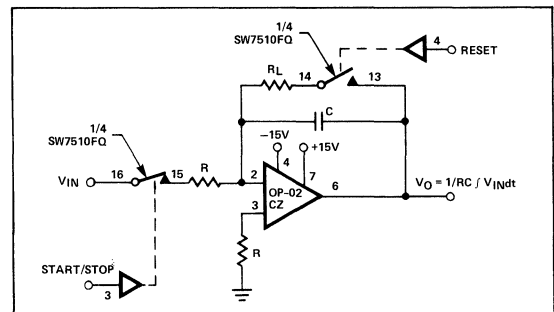 1/4
SW7510FQ
4
RESET
RL
14
13
C
1/4
SW7510FQ
−15V
+15V
4
7
VIN
16
15
R
2
OP-02
CZ
3
6
VO = 1/RC ∫ VINdt
R
START/STOP
3